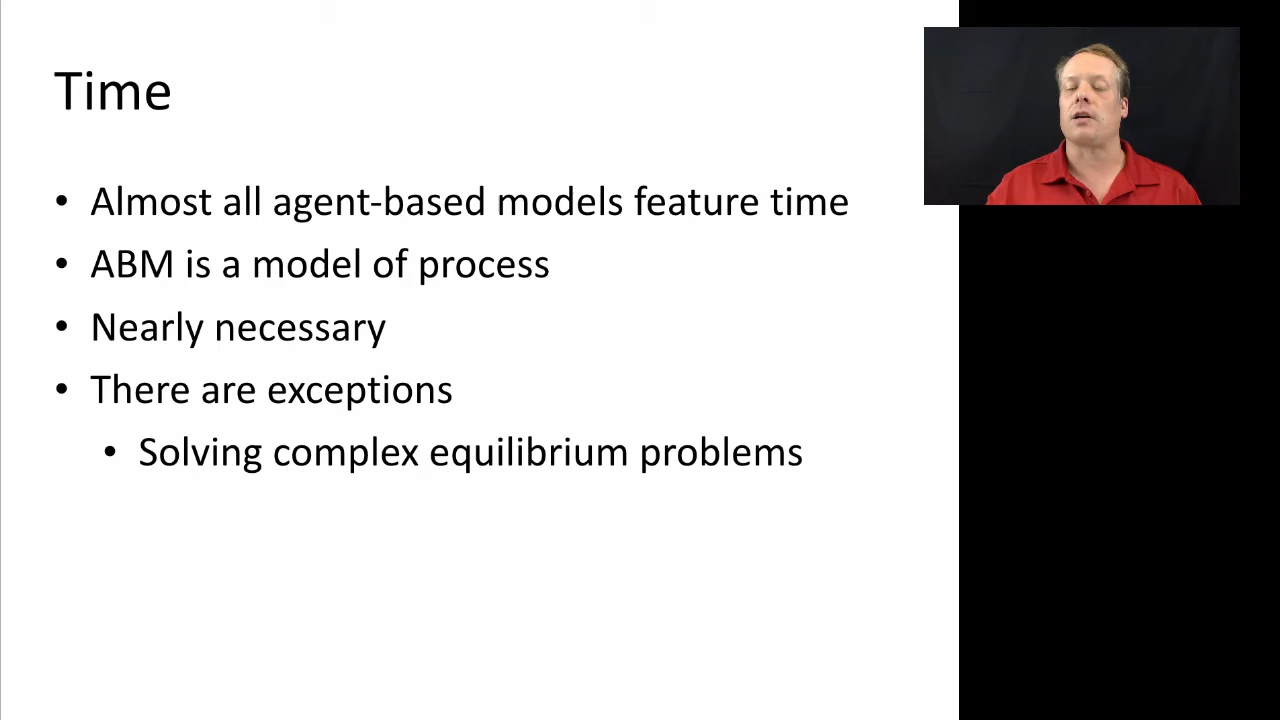 Time
• Almost all agent-based models feature time
• ABM is a model of process
• Nearly necessary
• There are exceptions
• Solving complex equilibrium problems